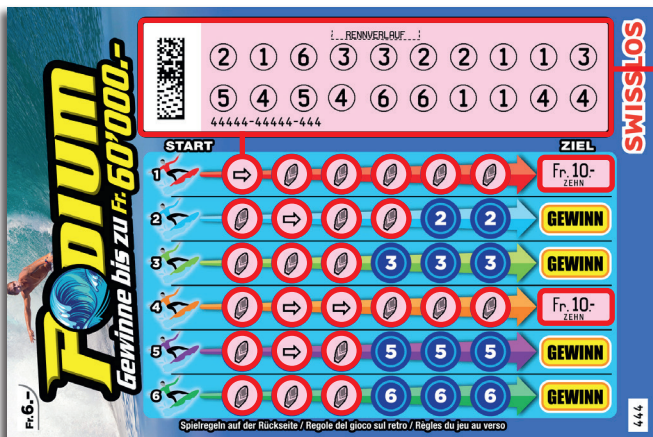 RENNVERLAUF
2 1 6 3 3 2 2 1 1 3
5 4 5 4 6 6 1 1 4 4
44444-44444-444
SWISSLOS
PODIUM
Gewinne bis zu Fr. 60'000.-
Fr. 6.-
START ZIEL
1 Fr. 10.-
ZEHN
2 2 2 GEWINN
3 3 3 3 GEWINN
4 Fr. 10.-
ZEHN
5 5 5 5 GEWINN
6 6 6 6 GEWINN
Spielregeln auf der Rückseite / Regole del gioco sul retro / Règles du jeu au verso
444